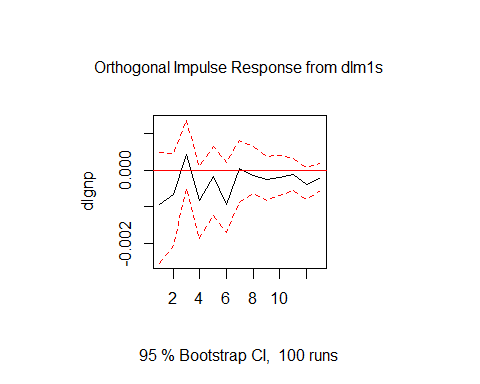 Orthogonal Impulse Response from dlm1s
dlgnp
0.000
-0.002
2 4 6 8 10
95 % Bootstrap CI, 100 runs